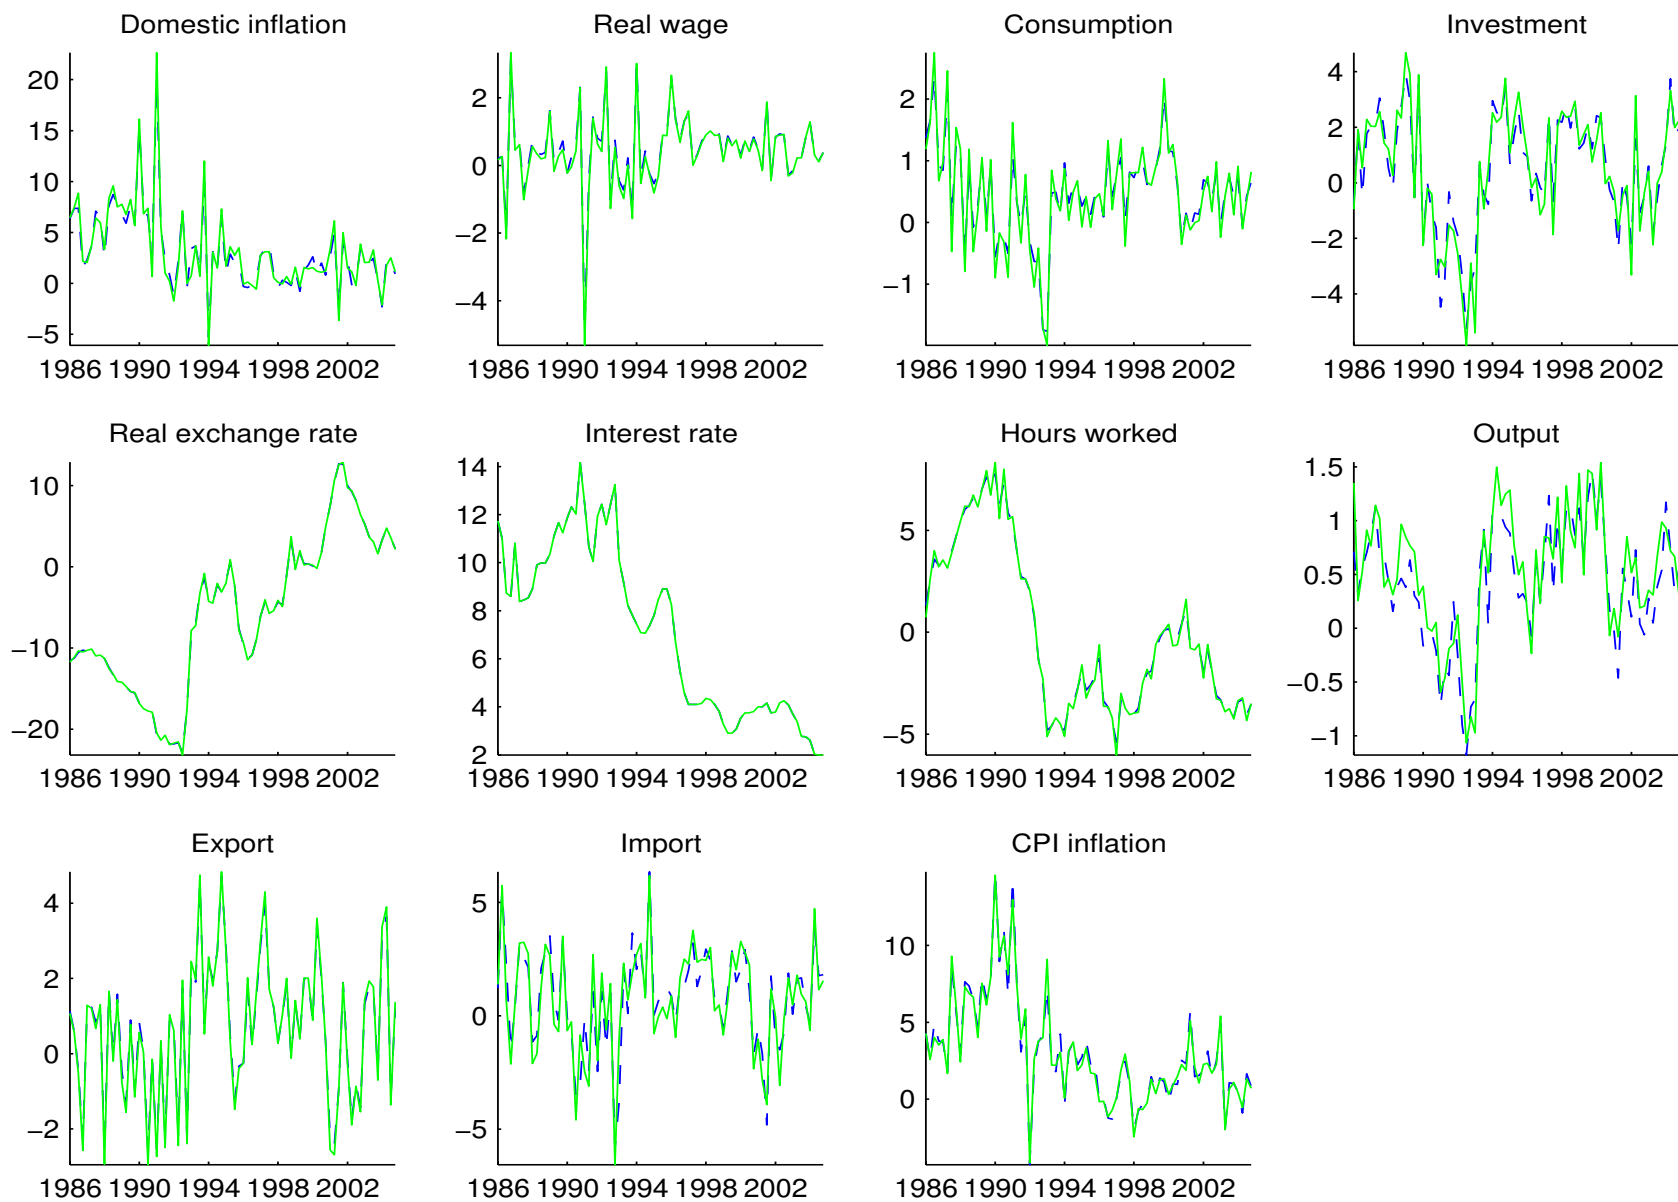 Domestic inflation
Real wage
Consumption
Investment
20
15
10
5
0
−5
1986 1990 1994 1998 2002
2
0
−2
−4
1986 1990 1994 1998 2002
2
1
0
−1
1986 1990 1994 1998 2002
4
2
0
−2
−4
1986 1990 1994 1998 2002
Real exchange rate
Interest rate
Hours worked
Output
10
0
−10
−20
1986 1990 1994 1998 2002
14
12
10
8
6
4
2
1986 1990 1994 1998 2002
5
0
−5
1986 1990 1994 1998 2002
1.5
1
0.5
0
−0.5
−1
1986 1990 1994 1998 2002
Export
Import
CPI inflation
4
2
0
−2
1986 1990 1994 1998 2002
5
0
−5
1986 1990 1994 1998 2002
10
5
0
1986 1990 1994 1998 2002